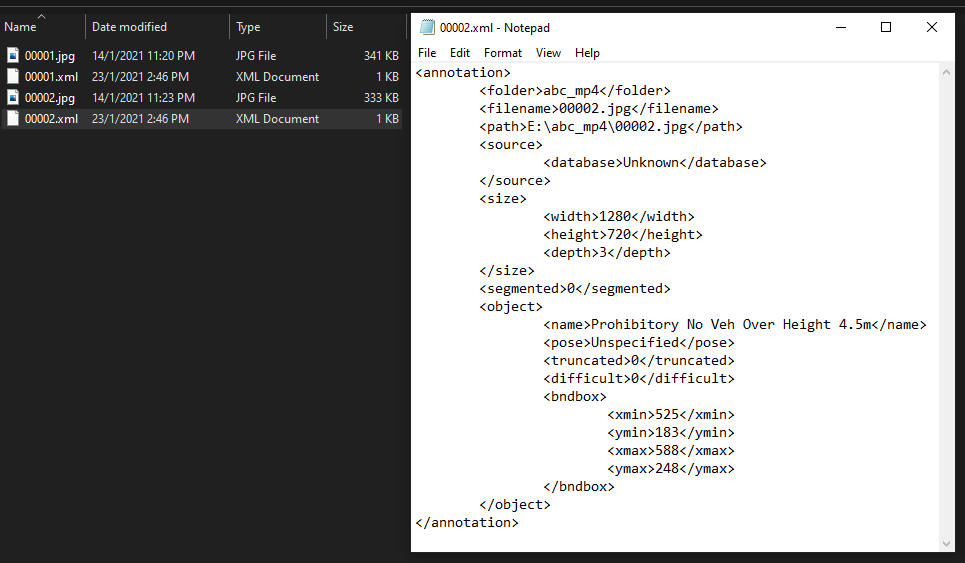 Name Date modified Type Size
00001.jpg 14/1/2021 11:20 PM JPG File 341 KB
00001.xml 23/1/2021 2:46 PM XML Document 1 KB
00002.jpg 14/1/2021 11:23 PM JPG File 333 KB
00002.xml 23/1/2021 2:46 PM XML Document 1 KB
00002.xml - Notepad
File Edit Format View Help
<annotation>
<folder>abc_mp4</folder>
<filename>00002.jpg</filename>
<path>E:\abc_mp4\00002.jpg</path>
<source>
<database>Unknown</database>
</source>
<size>
<width>1280</width>
<height>720</height>
<depth>3</depth>
</size>
<segmented>0</segmented>
<object>
<name>Prohibitory No Veh Over Height 4.5m</name>
<pose>Unspecified</pose>
<truncated>0</truncated>
<difficult>0</difficult>
<bndbox>
<xmin>525</xmin>
<ymin>183</ymin>
<xmax>588</xmax>
<ymax>248</ymax>
</bndbox>
</object>
</annotation>